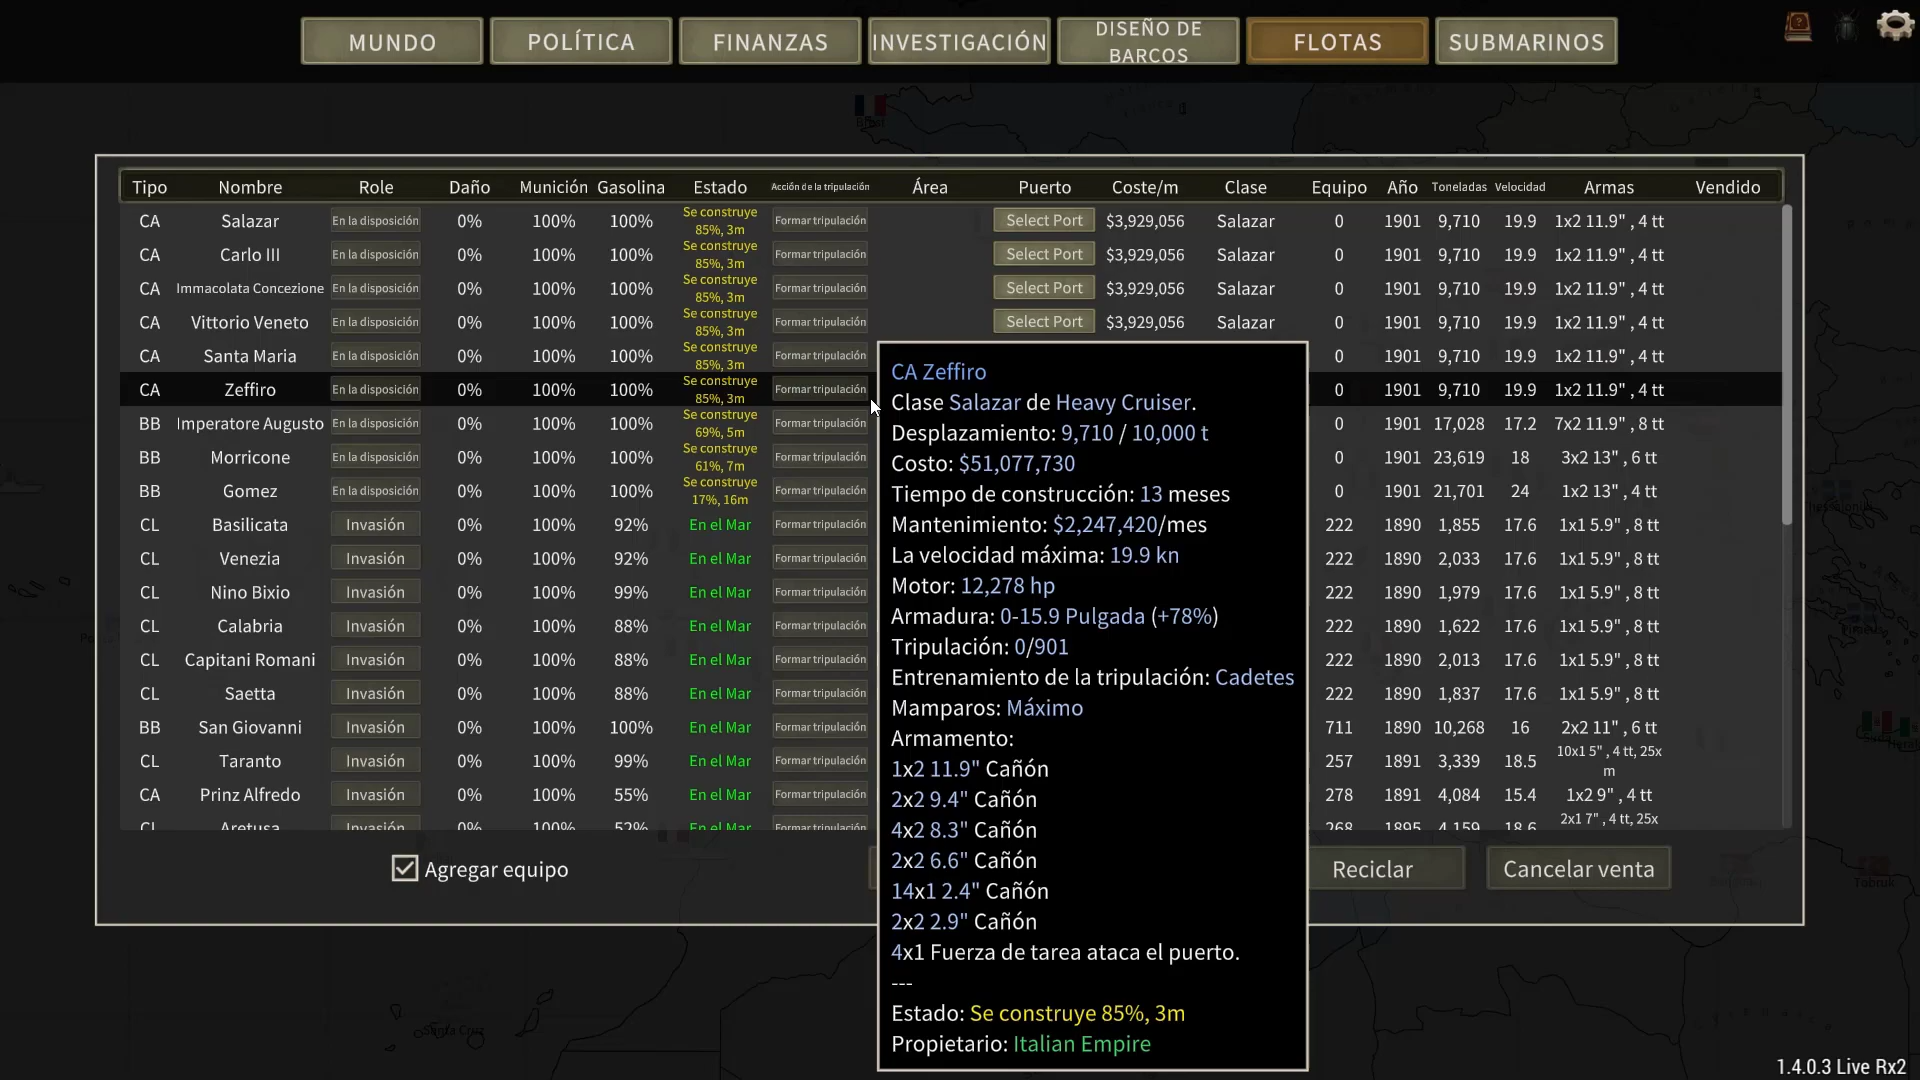 MUNDO
POLÍTICA
FINANZAS
INVESTIGACIÓN
DISEÑO DE
BARCOS
FLOTAS
SUBMARINOS
Tipo Nombre Role Daño Munición Gasolina Estado Acción de la tripulación Área Puerto Coste/m Clase Equipo Año Toneladas Velocidad Armas Vendido
CA Salazar En la disposición 0% 100% 100% Se construye 85%, 3m Formar tripulación Select Port $3,929,056 Salazar 0 1901 9,710 19.9 1x2 11.9" , 4 tt
CA Carlo III En la disposición 0% 100% 100% Se construye 85%, 3m Formar tripulación Select Port $3,929,056 Salazar 0 1901 9,710 19.9 1x2 11.9" , 4 tt
CA Immacolata Concezione En la disposición 0% 100% 100% Se construye 85%, 3m Formar tripulación Select Port $3,929,056 Salazar 0 1901 9,710 19.9 1x2 11.9" , 4 tt
CA Vittorio Veneto En la disposición 0% 100% 100% Se construye 85%, 3m Formar tripulación Select Port $3,929,056 Salazar 0 1901 9,710 19.9 1x2 11.9" , 4 tt
CA Santa Maria En la disposición 0% 100% 100% Se construye 85%, 3m Formar tripulación 0 1901 9,710 19.9 1x2 11.9" , 4 tt
CA Zeffiro En la disposición 0% 100% 100% Se construye 85%, 3m Formar tripulación 0 1901 9,710 19.9 1x2 11.9" , 4 tt
BB Imperatore Augusto En la disposición 0% 100% 100% Se construye 69%, 5m Formar tripulación 0 1901 17,028 17.2 7x2 11.9" , 8 tt
BB Morricone En la disposición 0% 100% 100% Se construye 61%, 7m Formar tripulación 0 1901 23,619 18 3x2 13" , 6 tt
BB Gomez En la disposición 0% 100% 100% Se construye 17%, 16m Formar tripulación 0 1901 21,701 24 1x2 13" , 4 tt
CL Basilicata Invasión 0% 100% 92% En el Mar Formar tripulación 222 1890 1,855 17.6 1x1 5.9" , 8 tt
CL Venezia Invasión 0% 100% 92% En el Mar Formar tripulación 222 1890 2,033 17.6 1x1 5.9" , 8 tt
CL Nino Bixio Invasión 0% 100% 99% En el Mar Formar tripulación 222 1890 1,979 17.6 1x1 5.9" , 8 tt
CL Calabria Invasión 0% 100% 88% En el Mar Formar tripulación 222 1890 1,622 17.6 1x1 5.9" , 8 tt
CL Capitani Romani Invasión 0% 100% 88% En el Mar Formar tripulación 222 1890 2,013 17.6 1x1 5.9" , 8 tt
CL Saetta Invasión 0% 100% 88% En el Mar Formar tripulación 222 1890 1,837 17.6 1x1 5.9" , 8 tt
BB San Giovanni Invasión 0% 100% 100% En el Mar Formar tripulación 711 1890 10,268 16 2x2 11" , 6 tt
CL Taranto Invasión 0% 100% 99% En el Mar Formar tripulación 257 1891 3,339 18.5 10x1 5" , 4 tt, 25x m
CA Prinz Alfredo Invasión 0% 100% 55% En el Mar Formar tripulación 278 1891 4,084 15.4 1x2 9" , 4 tt
CL Aretusa Invasión 0% 100% 52% En el Mar Formar tripulación 268 1895 4,159 18.6 2x1 7" , 4 tt, 25x
CA Zeffiro
Clase Salazar de Heavy Cruiser.
Desplazamiento: 9,710 / 10,000 t
Costo: $51,077,730
Tiempo de construcción: 13 meses
Mantenimiento: $2,247,420/mes
La velocidad máxima: 19.9 kn
Motor: 12,278 hp
Armadura: 0-15.9 Pulgada (+78%)
Tripulación: 0/901
Entrenamiento de la tripulación: Cadetes
Mamparos: Máximo
Armamento:
1x2 11.9" Cañón
2x2 9.4" Cañón
4x2 8.3" Cañón
2x2 6.6" Cañón
14x1 2.4" Cañón
2x2 2.9" Cañón
4x1 Fuerza de tarea ataca el puerto.
---
Estado: Se construye 85%, 3m
Propietario: Italian Empire
Agregar equipo
Reciclar
Cancelar venta
Santa Cruz
Tobruk
1.4.0.3 Live Rx2